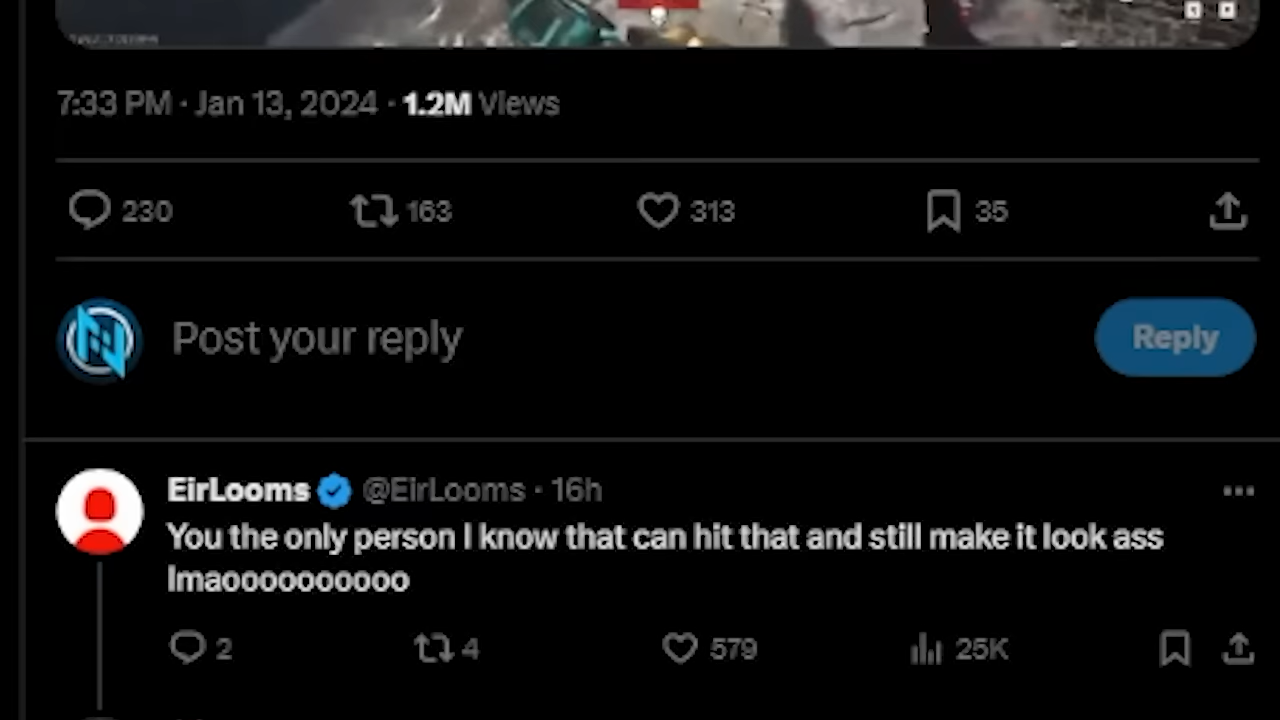 7:33 PM · Jan 13, 2024 · 1.2M Views
230 163 313 35
Post your reply Reply
EirLooms @EirLooms · 16h
You the only person I know that can hit that and still make it look ass
lmaoooooooooo
2 4 579 25K